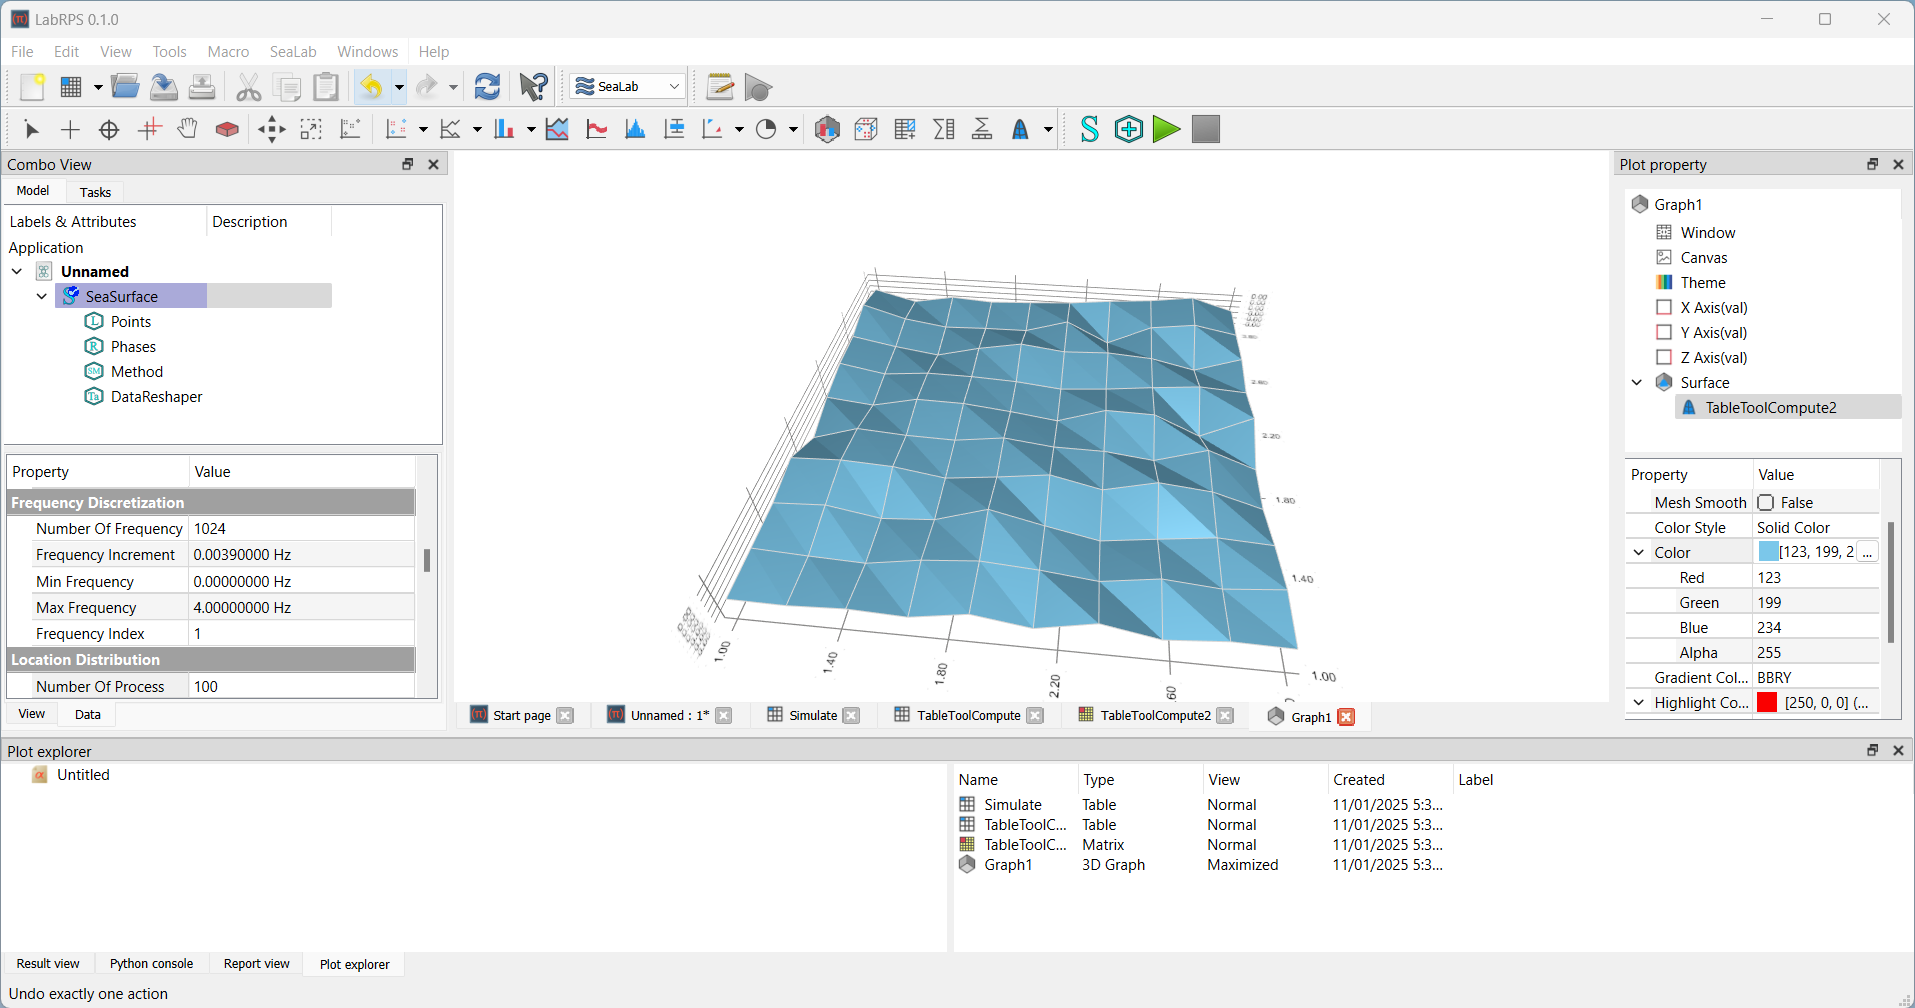 LabRPS 0.1.0
File Edit View Tools Macro SeaLab Windows Help
SeaLab
Combo View
Model Tasks
Labels & Attributes Description
Application
Unnamed
SeaSurface
Points
Phases
Method
DataReshaper
Property Value
Frequency Discretization
Number Of Frequency 1024
Frequency Increment 0.00390000 Hz
Min Frequency 0.00000000 Hz
Max Frequency 4.00000000 Hz
Frequency Index 1
Location Distribution
Number Of Process 100
View Data
0.00
2.60
2.20
1.80
1.40
1.00
1.00 1.40 1.80 2.20 .60
Start page Unnamed : 1* Simulate TableToolCompute TableToolCompute2 Graph1
Plot property
Graph1
Window
Canvas
Theme
X Axis(val)
Y Axis(val)
Z Axis(val)
Surface
TableToolCompute2
Property Value
Mesh Smooth False
Color Style Solid Color
Color [123, 199, 2 ...
Red 123
Green 199
Blue 234
Alpha 255
Gradient Col... BBRY
Highlight Co... [250, 0, 0] (...
Plot explorer
Untitled
Name Type View Created Label
Simulate Table Normal 11/01/2025 5:3...
TableToolC... Table Normal 11/01/2025 5:3...
TableToolC... Matrix Normal 11/01/2025 5:3...
Graph1 3D Graph Maximized 11/01/2025 5:3...
Result view Python console Report view Plot explorer
Undo exactly one action